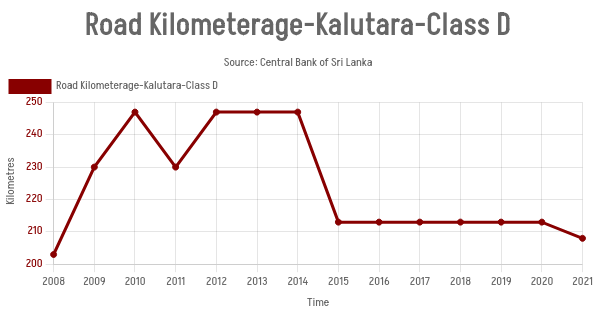 Road Kilometerage-Kalutara-Class D
Source: Central Bank of Sri Lanka
Road Kilometerage-Kalutara-Class D
250
240
230
220
210
200
Kilometres
2008 2009 2010 2011 2012 2013 2014 2015 2016 2017 2018 2019 2020 2021
Time